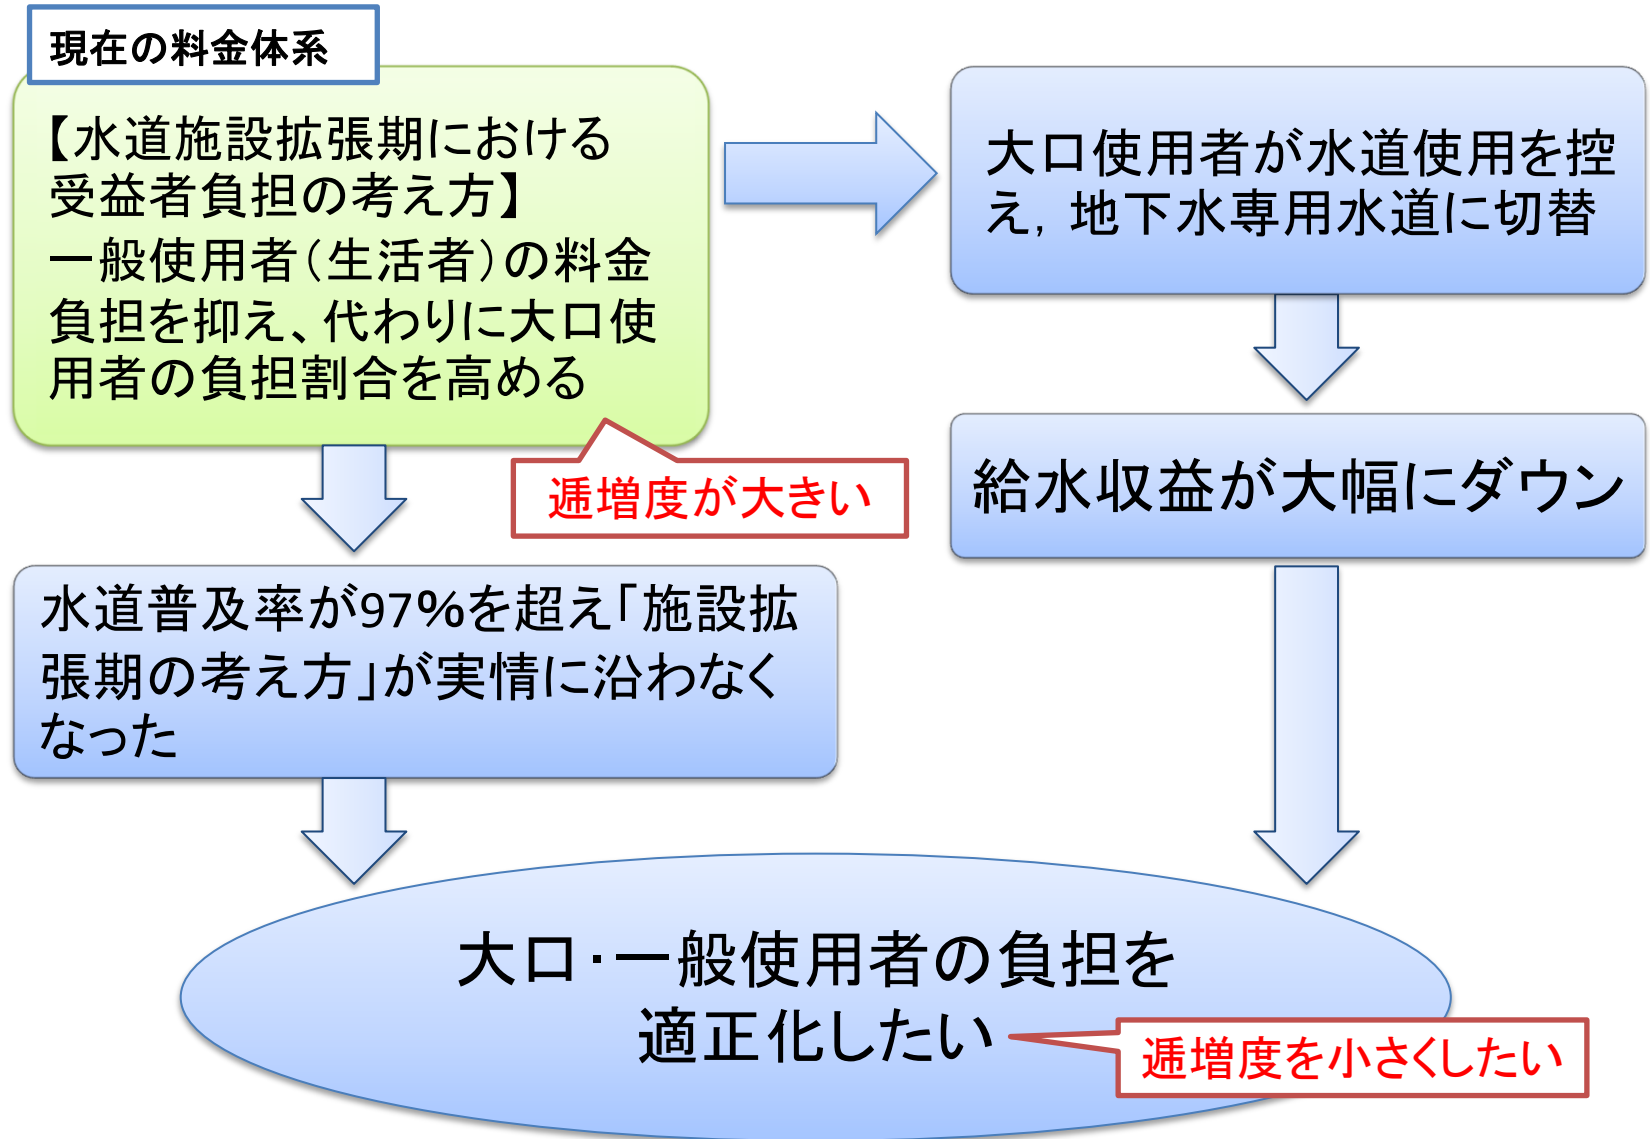 現在の料金体系
【水道施設拡張期における
受益者負担の考え方】
一般使用者（生活者）の料金
負担を抑え、代わりに大口使
用者の負担割合を高める
逓増度が大きい
大口使用者が水道使用を控
え，地下水専用水道に切替
給水収益が大幅にダウン
水道普及率が97%を超え「施設拡
張期の考え方」が実情に沿わなく
なった
大口・一般使用者の負担を
適正化したい
逓増度を小さくしたい